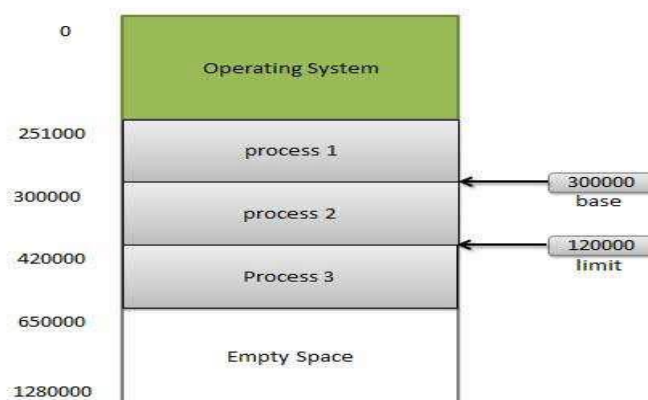 0
Operating System
251000
process 1
300000
base
300000
process 2
120000
limit
420000
Process 3
650000
Empty Space
1280000